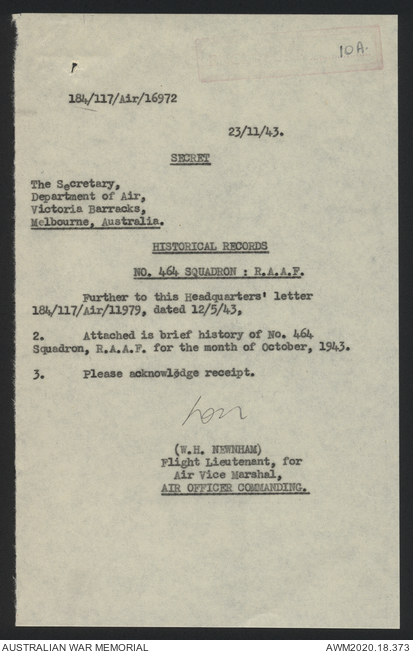 10A.
184/117/Air/16972
23/11/43.
SECRET
The Secretary,
Department of Air,
Victoria Barracks,
Melbourne, Australia.
HISTORICAL RECORDS
NO. 464 SQUADRON : R.A.A.F.
Further to this Headquarters' letter
184/117/Air/11979, dated 12/5/43,
2. Attached is brief history of No. 464
Squadron, R.A.A.F. for the month of October, 1943.
3. Please acknowledge receipt.
(W.H. NEWNHAM)
Flight Lieutenant, for
Air Vice Marshal,
AIR OFFICER COMMANDING.
AUSTRALIAN WAR MEMORIAL
AWM2020.18.373